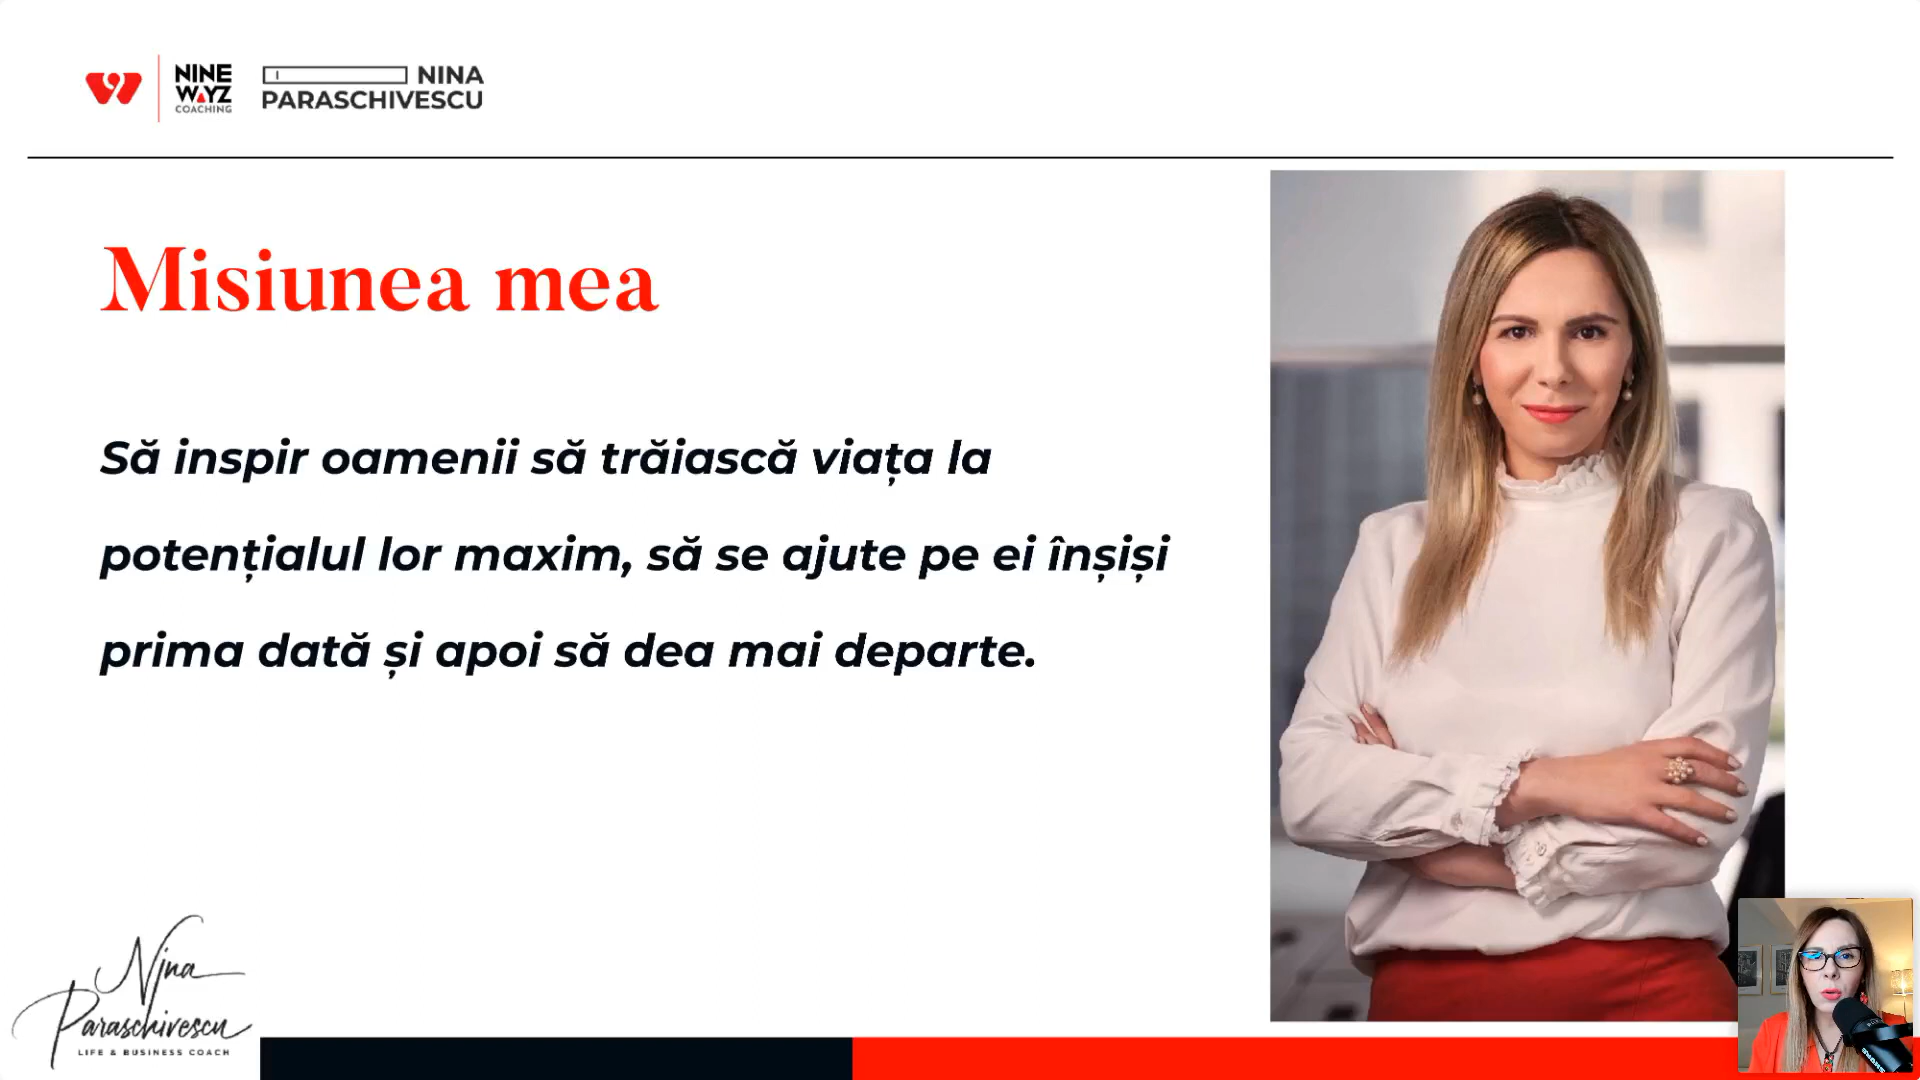 NINE
WAYZ
COACHING
NINA
PARASCHIVESCU
Misiunea mea
Să inspir oamenii să trăiască viața la
potențialul lor maxim, să se ajute pe ei înșiși
prima dată și apoi să dea mai departe.
Nina
Paraschivescu
LIFE & BUSINESS COACH